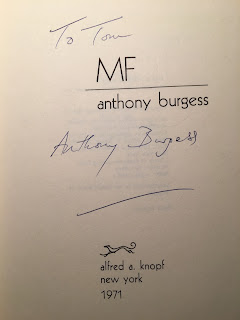 To Tom
MF
anthony burgess
Anthony Burgess
alfred a. knopf
new york
1971